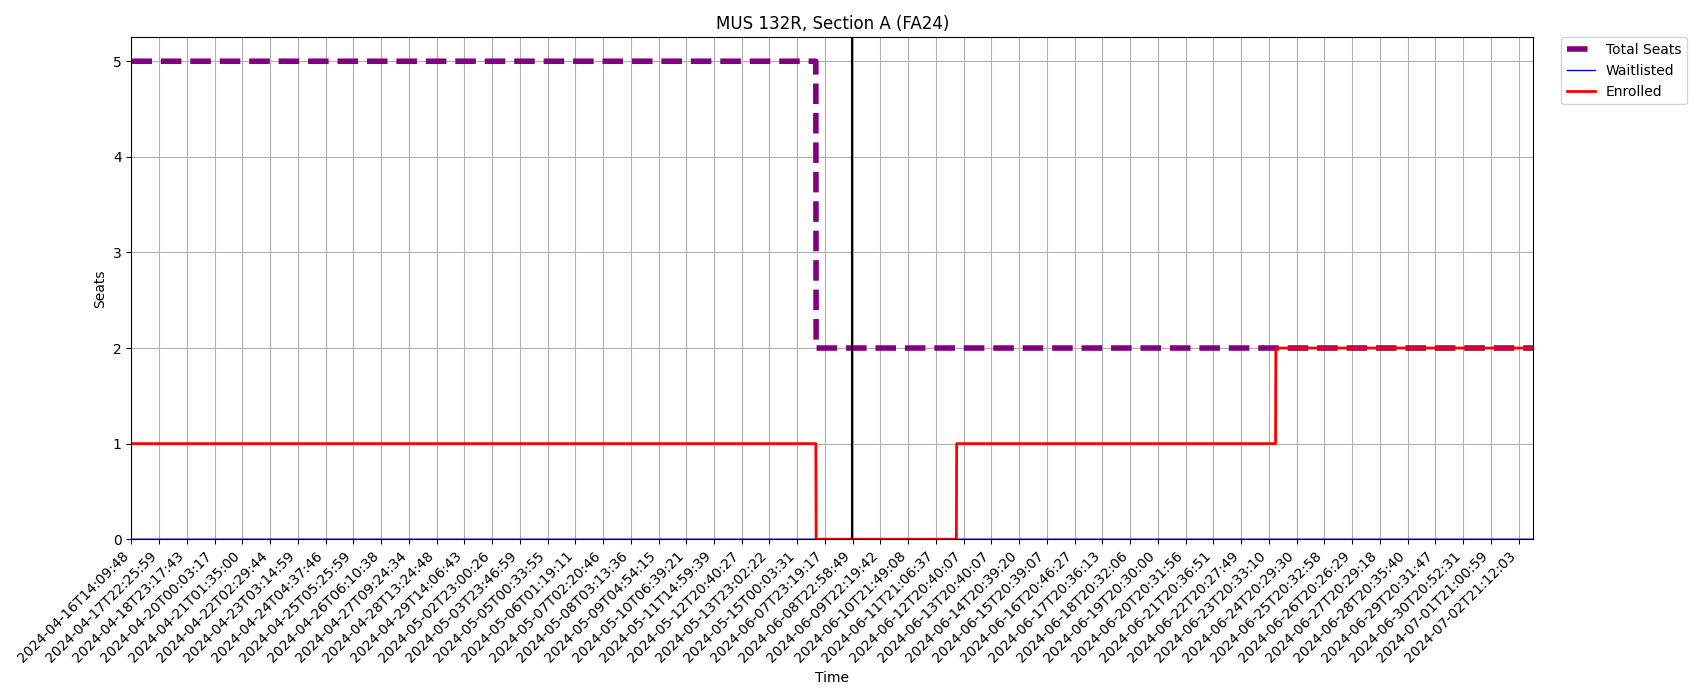 MUS 132R, Section A (FA24)
Total Seats
Waitlisted
Enrolled
5
4
3
2
1
0
Seats
2024-04-16T14:09:48
2024-04-17T22:25:59
2024-04-18T23:17:43
2024-04-20T00:03:17
2024-04-21T01:35:00
2024-04-22T02:29:44
2024-04-23T03:14:59
2024-04-24T04:37:46
2024-04-25T05:25:59
2024-04-26T06:10:38
2024-04-27T09:24:34
2024-04-28T13:24:48
2024-04-29T14:06:43
2024-05-02T23:00:26
2024-05-03T23:46:59
2024-05-05T00:33:55
2024-05-06T01:19:11
2024-05-07T02:20:46
2024-05-08T03:13:36
2024-05-09T04:54:15
2024-05-10T06:39:21
2024-05-11T14:59:39
2024-05-12T20:40:27
2024-05-13T23:02:22
2024-05-15T00:03:31
2024-06-07T23:19:17
2024-06-08T22:58:49
2024-06-09T22:19:42
2024-06-10T21:49:08
2024-06-11T21:06:37
2024-06-12T20:40:07
2024-06-13T20:40:07
2024-06-14T20:39:20
2024-06-15T20:39:07
2024-06-16T20:46:27
2024-06-17T20:36:13
2024-06-18T20:32:06
2024-06-19T20:30:00
2024-06-20T20:31:56
2024-06-21T20:36:51
2024-06-22T20:27:49
2024-06-23T20:33:10
2024-06-24T20:29:30
2024-06-25T20:32:58
2024-06-26T20:26:29
2024-06-27T20:29:18
2024-06-28T20:35:40
2024-06-29T20:31:47
2024-06-30T20:52:31
2024-07-01T21:00:59
2024-07-02T21:12:03
Time